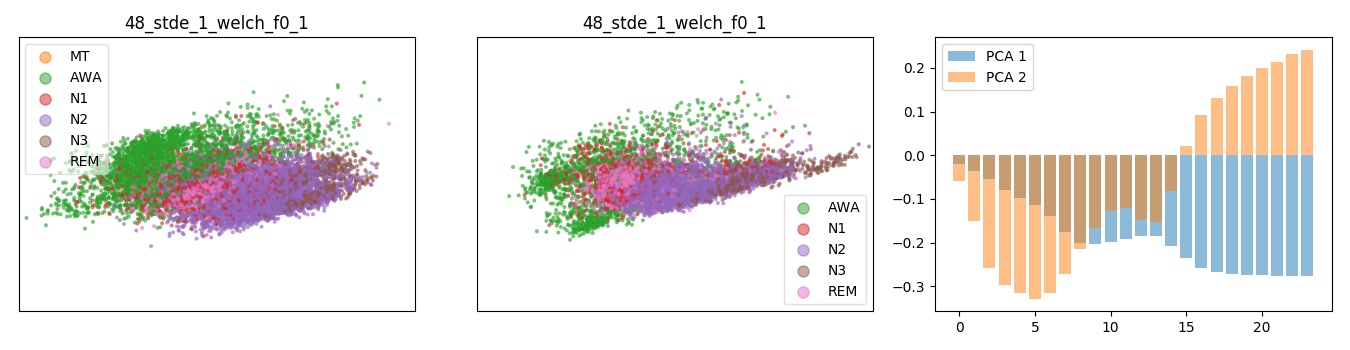 48_stde_1_welch_f0_1
MT
AWA
N1
N2
N3
REM
48_stde_1_welch_f0_1
AWA
N1
N2
N3
REM
PCA 1
PCA 2
0.2
0.1
0.0
−0.1
−0.2
−0.3
0 5 10 15 20